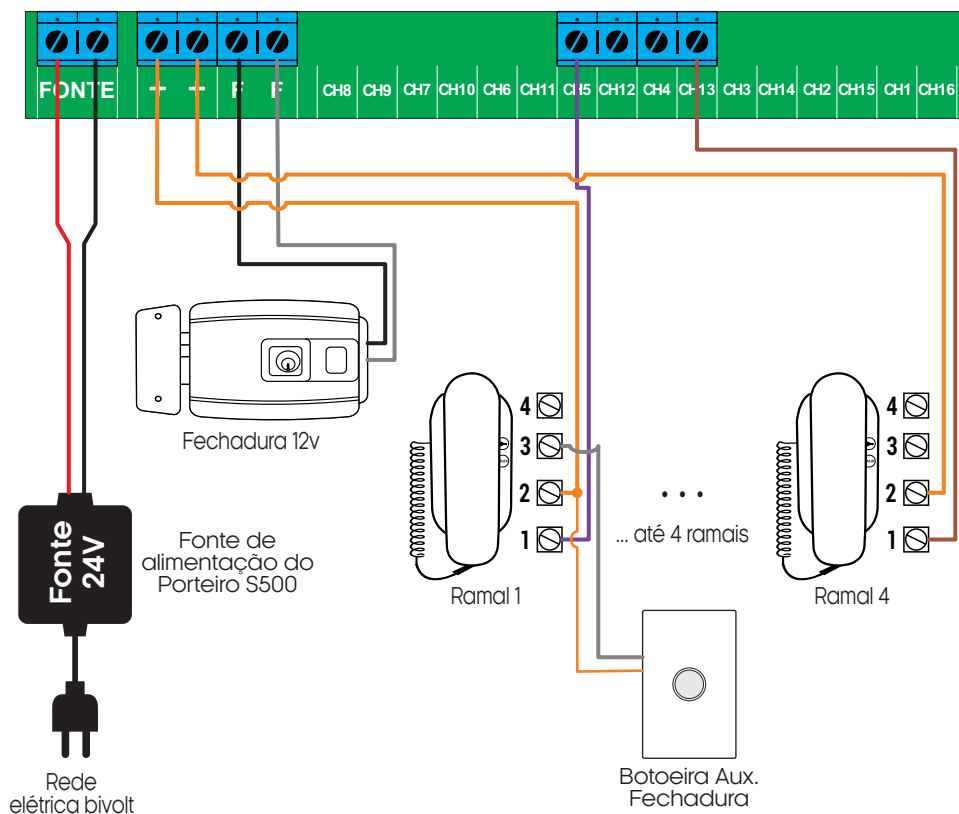 FONTE + + F F CH8 CH9 CH7 CH10 CH6 CH11 CH5 CH12 CH4 CH13 CH3 CH14 CH2 CH15 CH1 CH16
Fechadura 12v
4
3
2
1
Ramal 1
. . .
... até 4 ramais
4
3
2
1
Ramal 4
Fonte
24V
Fonte de
alimentação do
Porteiro S500
Rede
elétrica bivolt
Botoeira Aux.
Fechadura